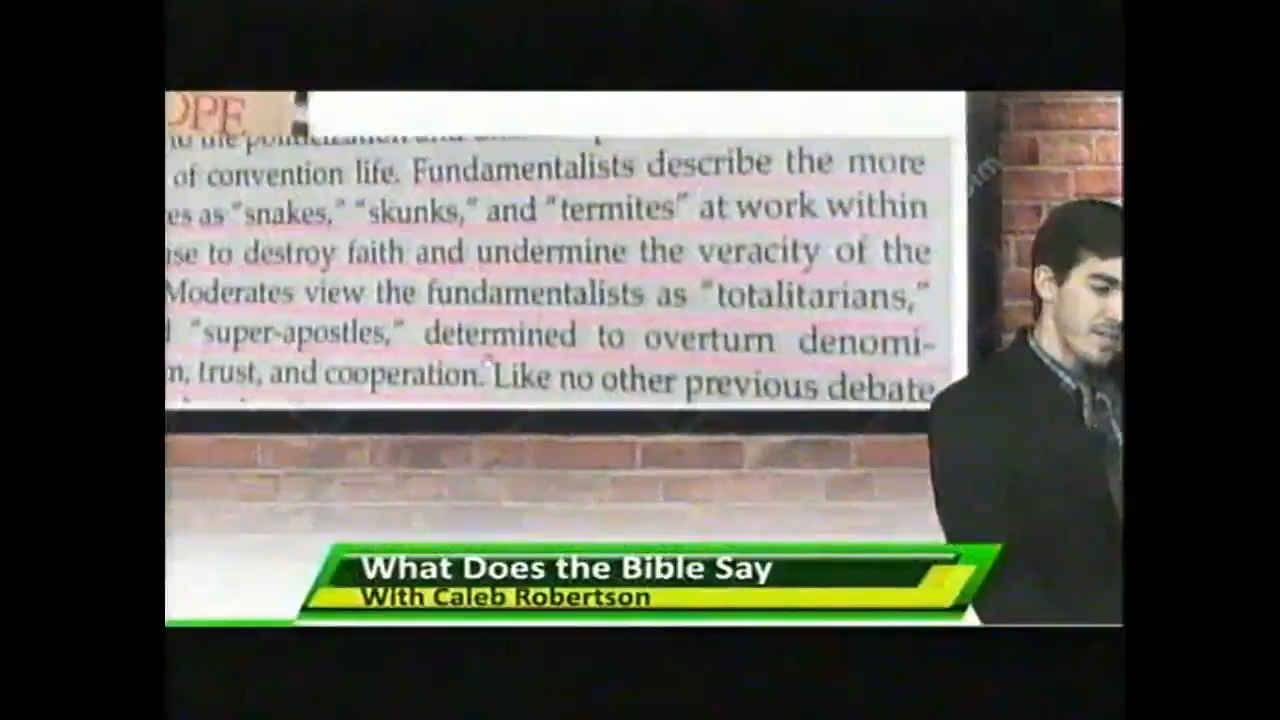 OPE
of convention life. Fundamentalists describe the more
es as "snakes," "skunks," and "termites" at work within
se to destroy faith and undermine the veracity of the
Moderates view the fundamentalists as "totalitarians,"
"super-apostles," determined to overturn denomi-
n, trust, and cooperation. Like no other previous debate
What Does the Bible Say
With Caleb Robertson